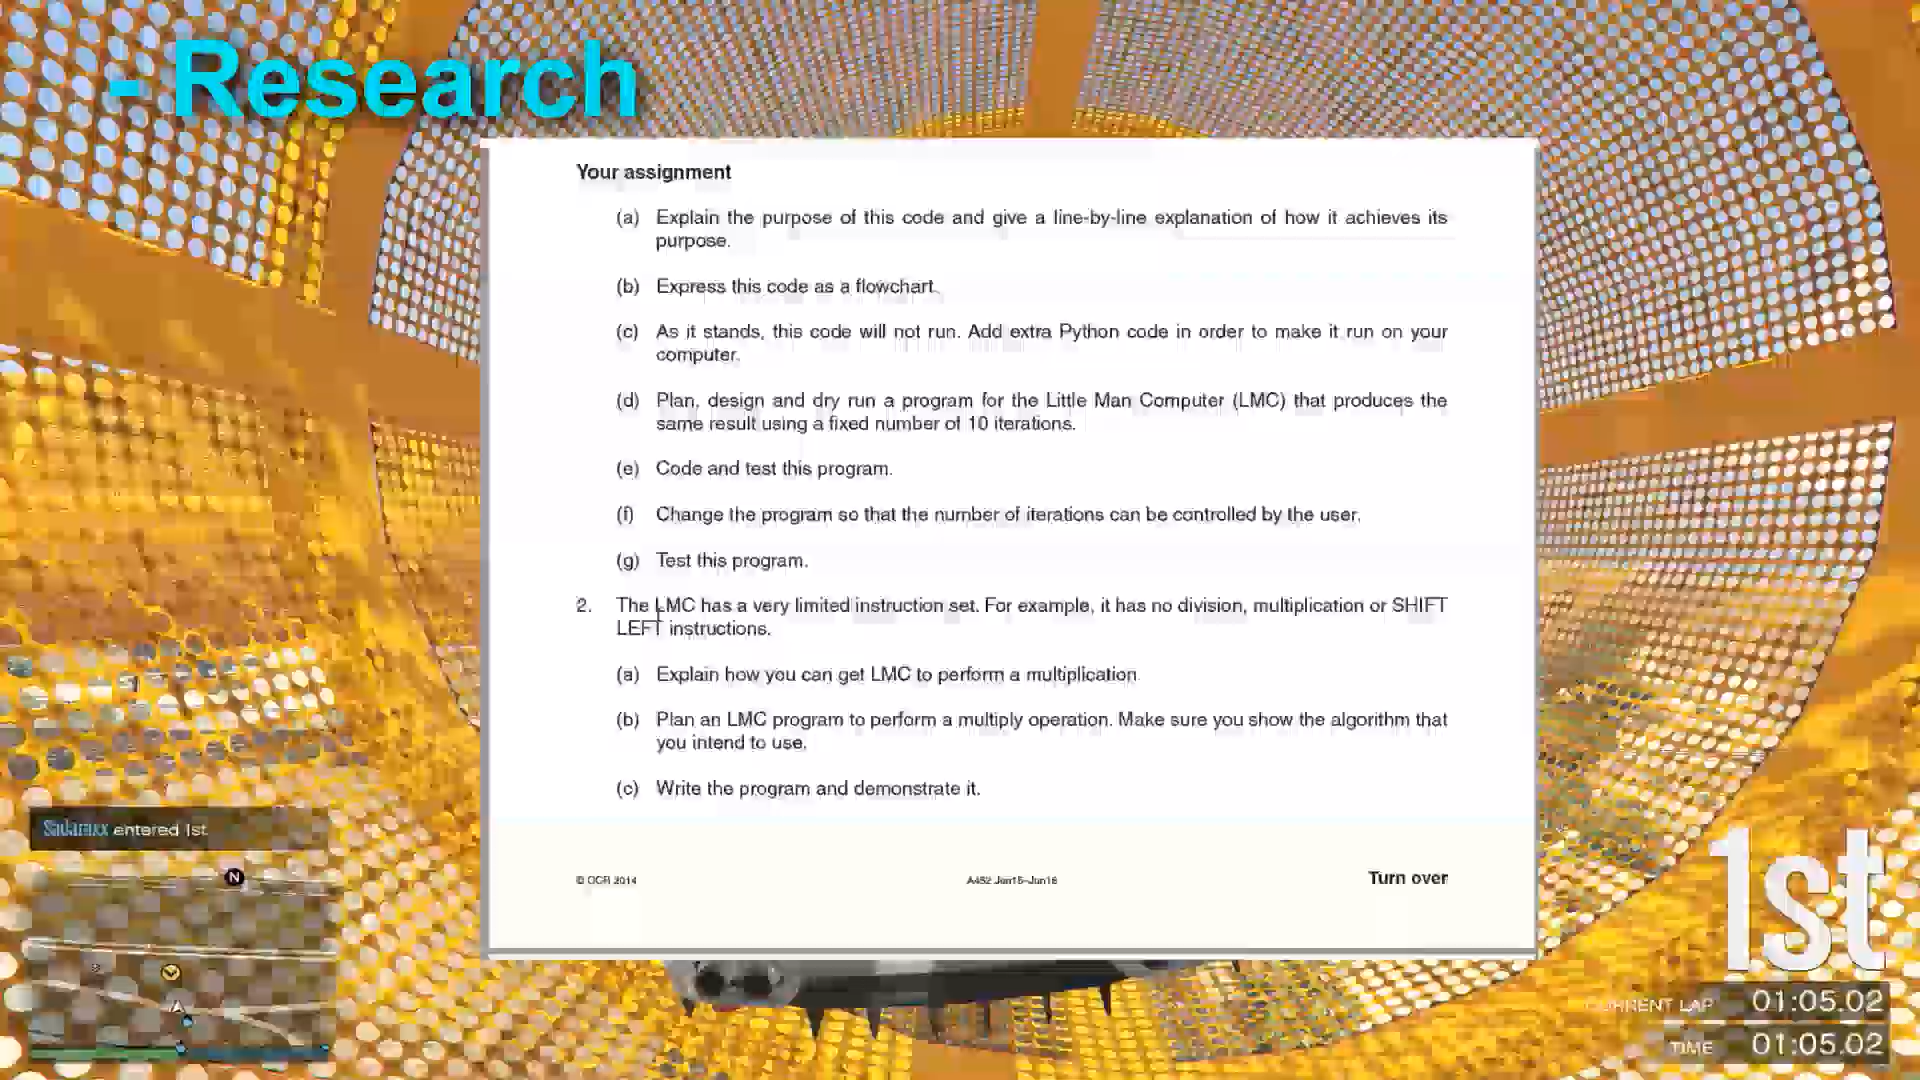 - Research
Your assignment
(a) Explain the purpose of this code and give a line-by-line explanation of how it achieves its
purpose.
(b) Express this code as a flowchart.
(c) As it stands, this code will not run. Add extra Python code in order to make it run on your
computer.
(d) Plan, design and dry run a program for the Little Man Computer (LMC) that produces the
same result using a fixed number of 10 iterations.
(e) Code and test this program.
(f) Change the program so that the number of iterations can be controlled by the user.
(g) Test this program.
2. The LMC has a very limited instruction set. For example, it has no division, multiplication or SHIFT
LEFT instructions.
(a) Explain how you can get LMC to perform a multiplication
(b) Plan an LMC program to perform a multiply operation. Make sure you show the algorithm that
you intend to use.
(c) Write the program and demonstrate it.
© OCR 2014
Turn over
entered 1st
N
1st
CURRENT LAP 01:05.02
TIME 01:05.02